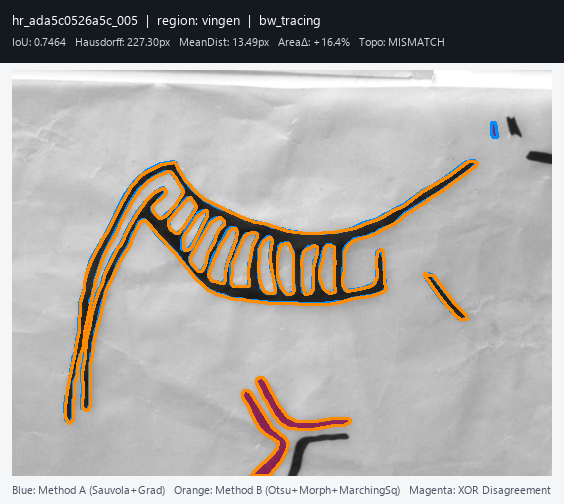 hr_ada5c0526a5c_005 | region: vingen | bw_tracing
IoU: 0.7464 Hausdorff: 227.30px MeanDist: 13.49px AreaΔ: +16.4% Topo: MISMATCH
Blue: Method A (Sauvola+Grad) Orange: Method B (Otsu+Morph+MarchingSq) Magenta: XOR Disagreement